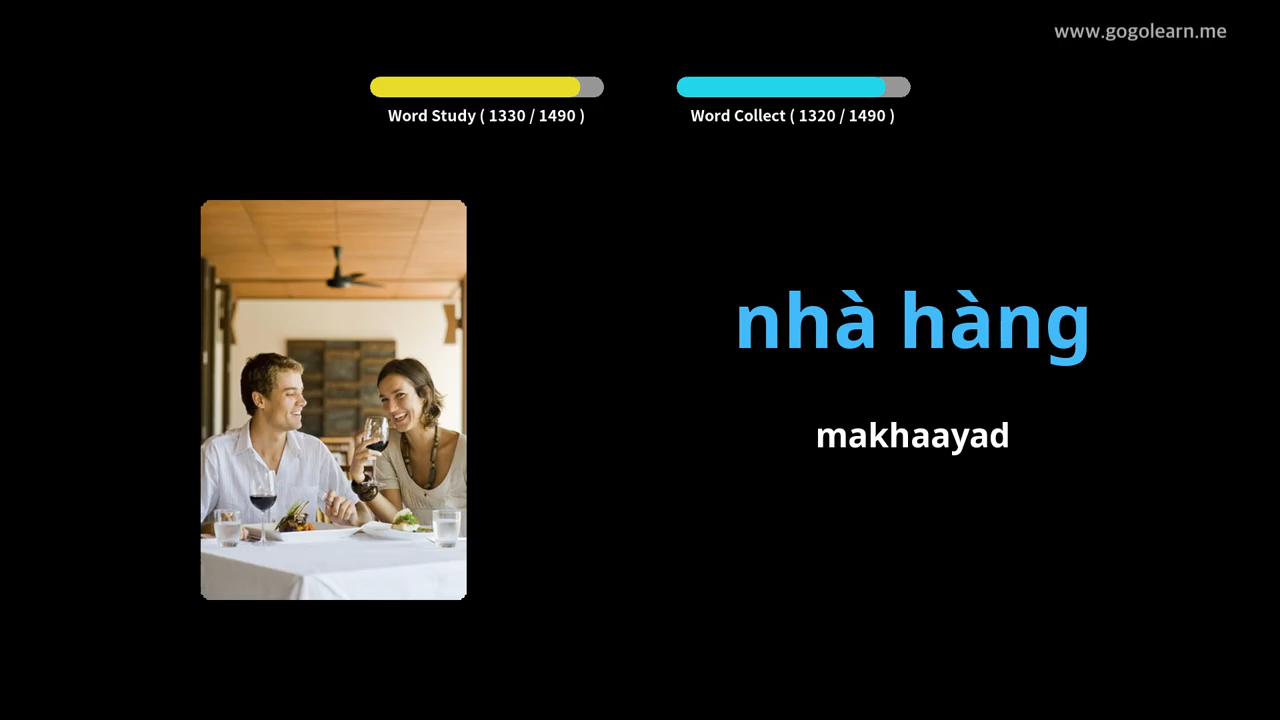 www.gogolearn.me
Word Study ( 1330 / 1490 )
Word Collect ( 1320 / 1490 )
nhà hàng
makhaayad